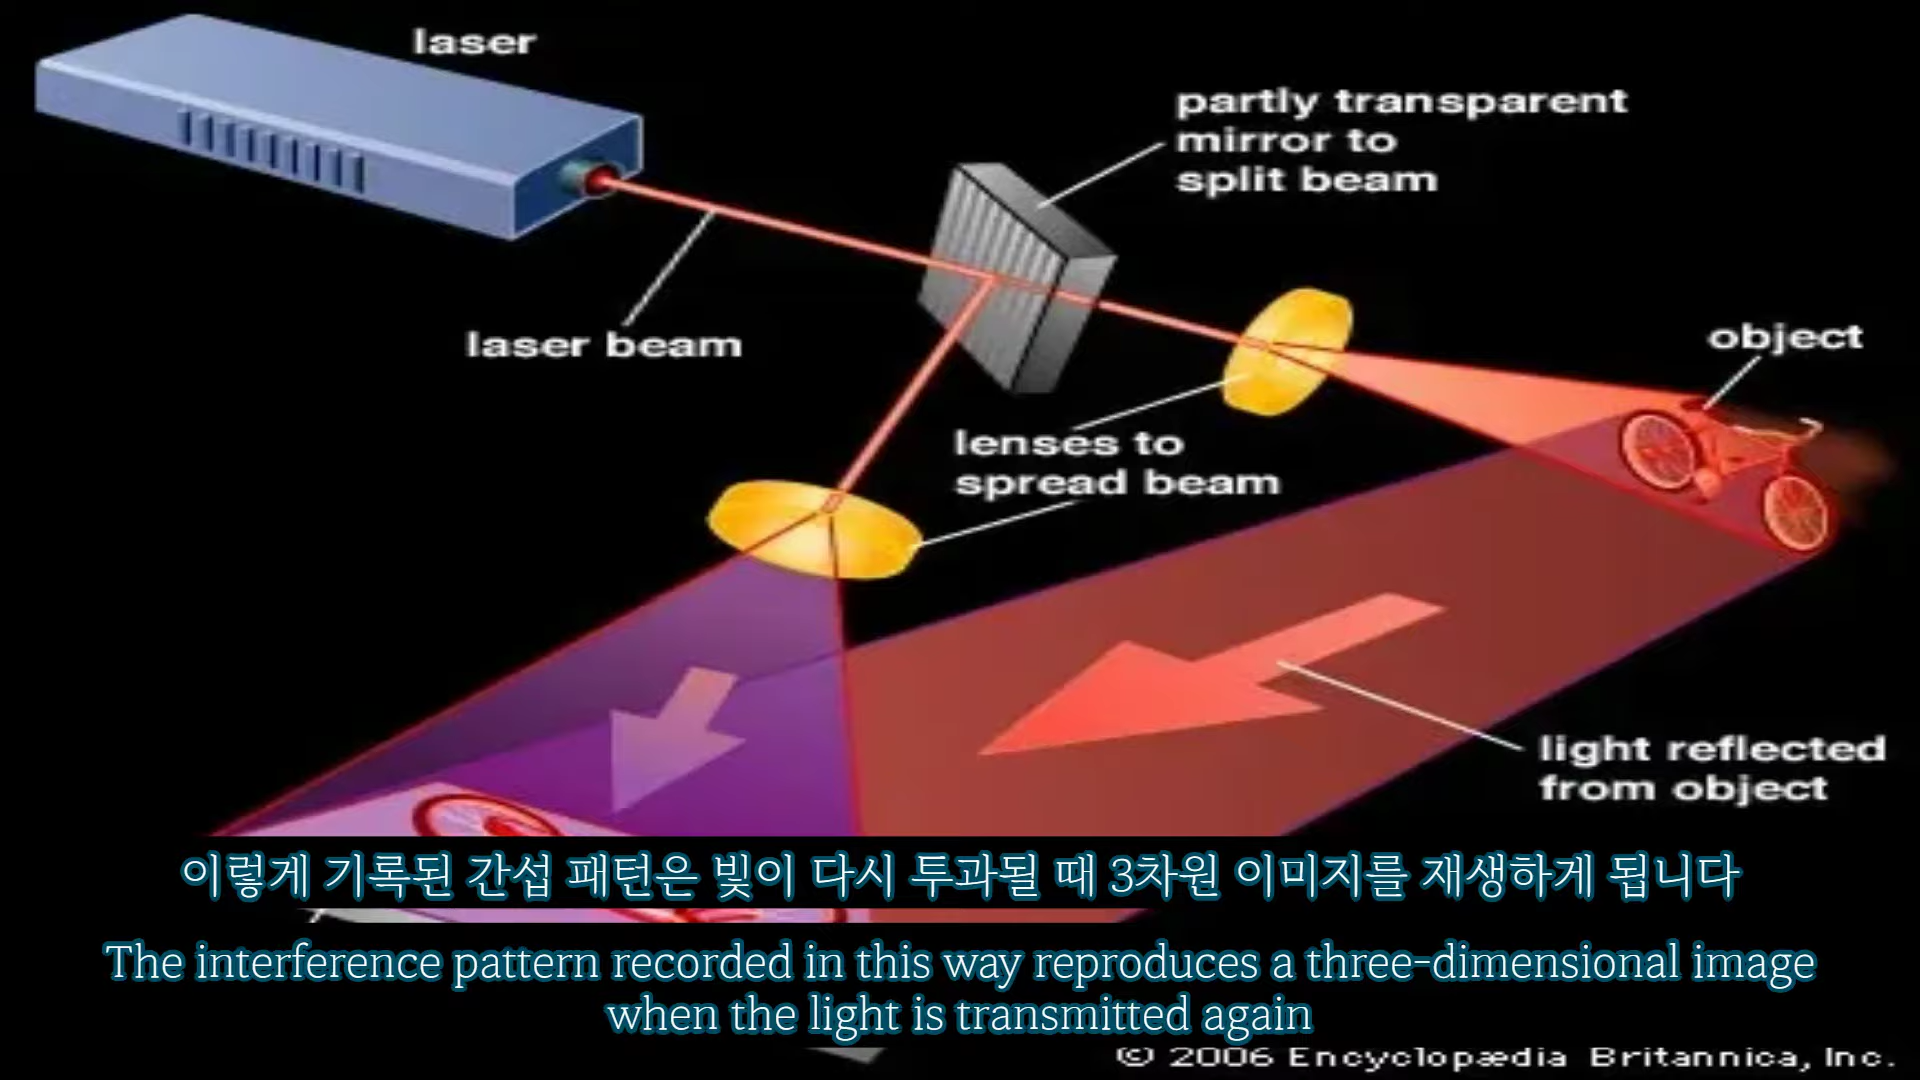 laser
partly transparent
mirror to
split beam
laser beam
object
lenses to
spread beam
light reflected
from object
이렇게 기록된 간섭 패턴은 빛이 다시 투과될 때 3차원 이미지를 재생하게 됩니다
The interference pattern recorded in this way reproduces a three-dimensional image
when the light is transmitted again
© 2006 Encyclopædia Britannica, Inc.